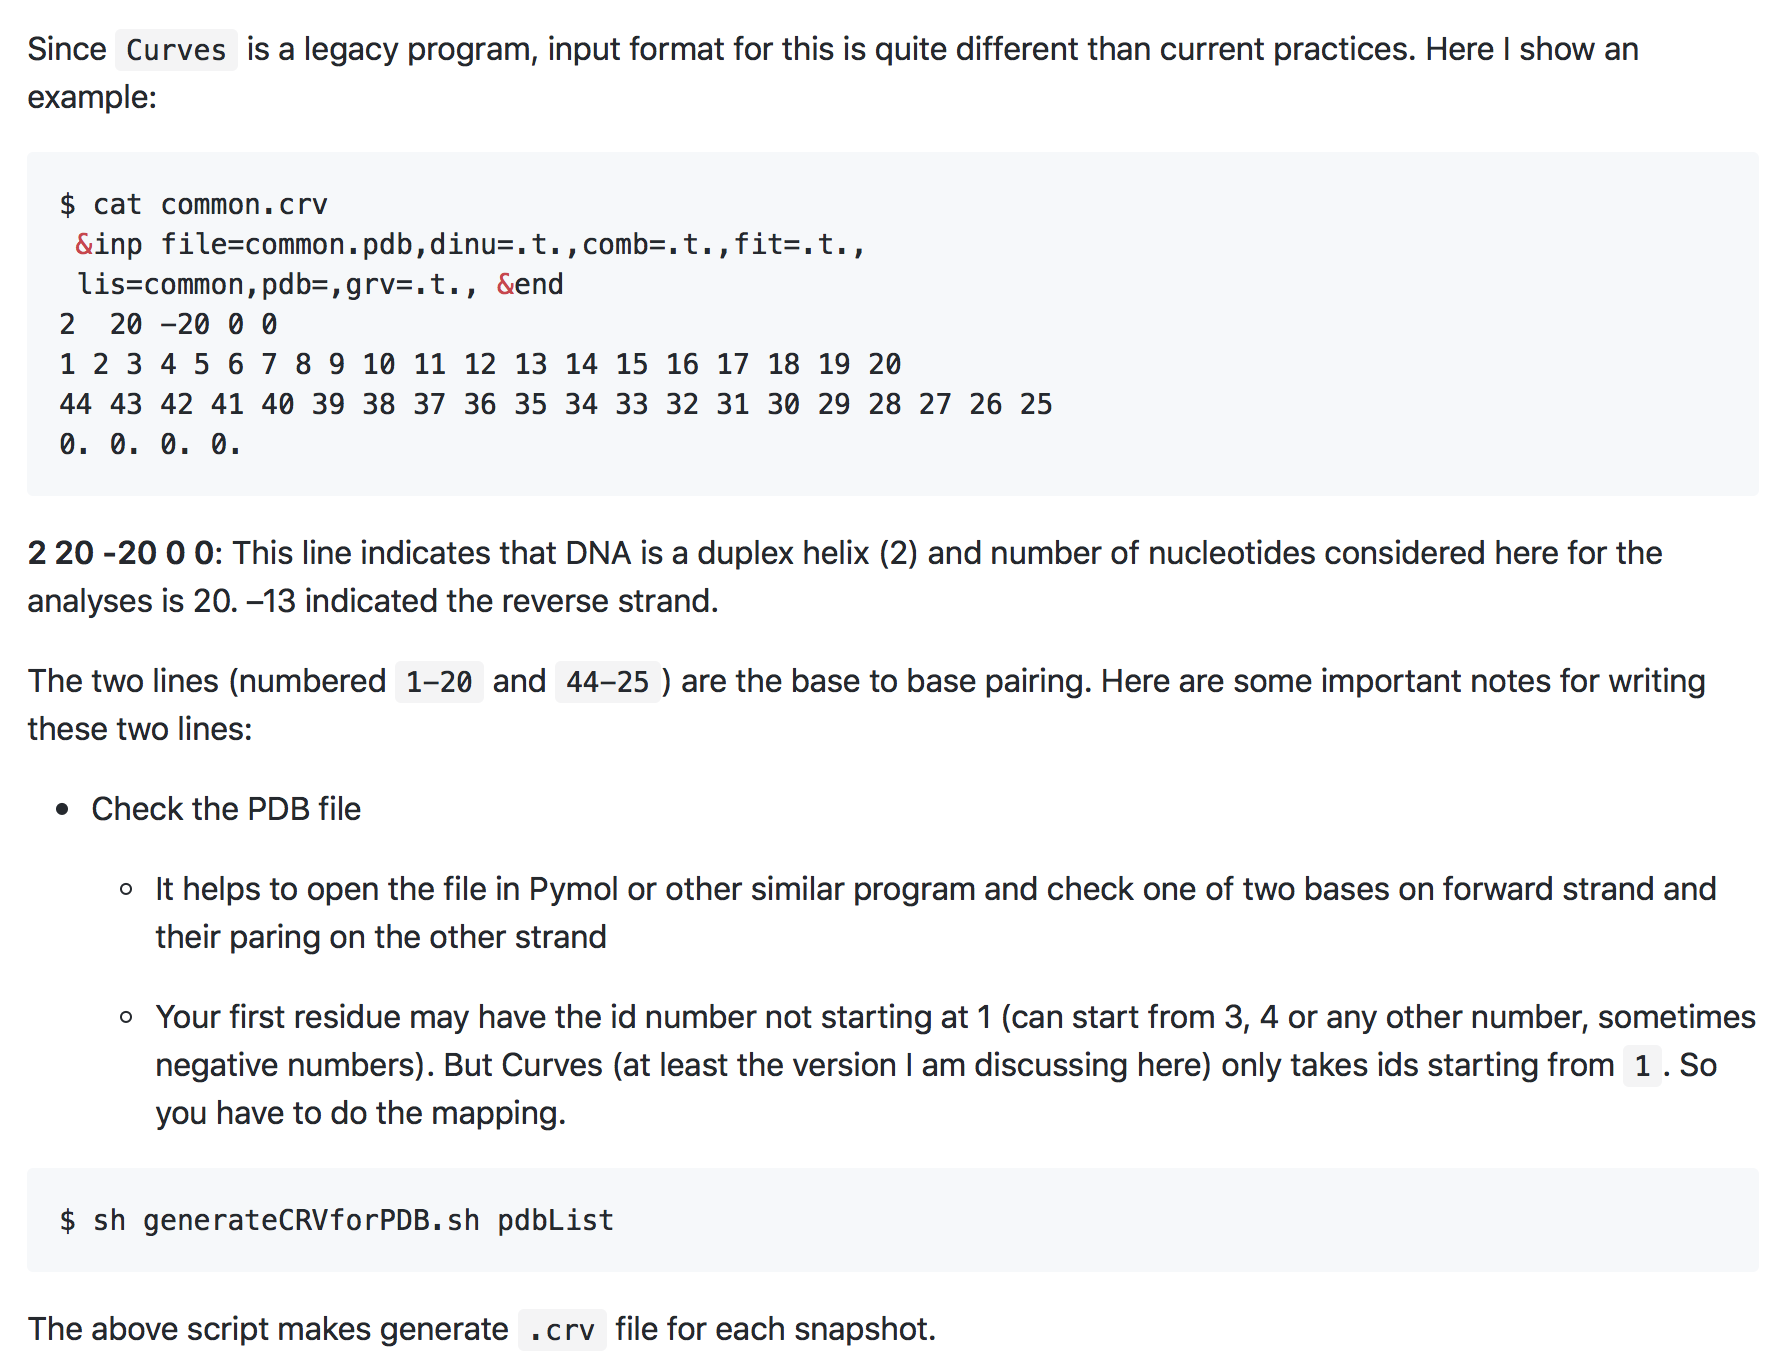 Since Curves is a legacy program, input format for this is quite different than current practices. Here I show an
example:
$ cat common.crv
 &inp file=common.pdb,dinu=.t.,comb=.t.,fit=.t.,
 lis=common,pdb=,grv=.t., &end
2  20 -20 0 0
1 2 3 4 5 6 7 8 9 10 11 12 13 14 15 16 17 18 19 20
44 43 42 41 40 39 38 37 36 35 34 33 32 31 30 29 28 27 26 25
0. 0. 0. 0.
2 20 -20 0 0: This line indicates that DNA is a duplex helix (2) and number of nucleotides considered here for the
analyses is 20. –13 indicated the reverse strand.
The two lines (numbered 1–20 and 44–25 ) are the base to base pairing. Here are some important notes for writing
these two lines:
• Check the PDB file
◦ It helps to open the file in Pymol or other similar program and check one of two bases on forward strand and
their paring on the other strand
◦ Your first residue may have the id number not starting at 1 (can start from 3, 4 or any other number, sometimes
negative numbers). But Curves (at least the version I am discussing here) only takes ids starting from 1 . So
you have to do the mapping.
$ sh generateCRVforPDB.sh pdbList
The above script makes generate .crv file for each snapshot.